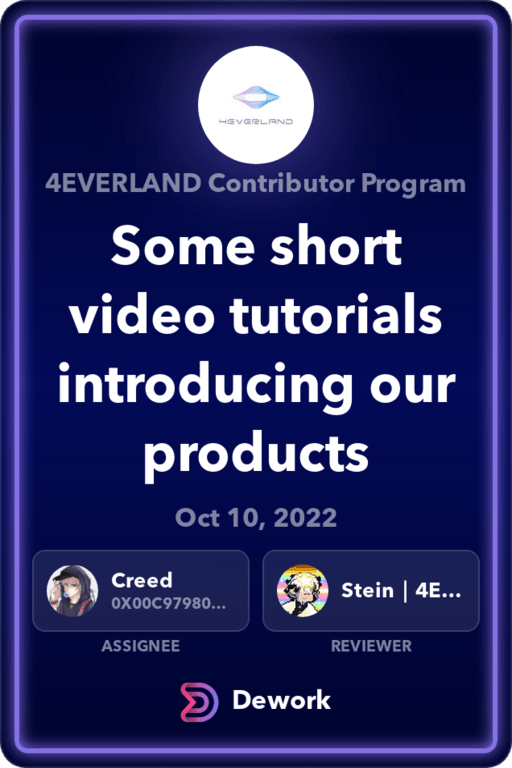 4EVERLAND
4EVERLAND Contributor Program
Some short
video tutorials
introducing our
products
Oct 10, 2022
Creed
0X00C97980...
Stein | 4E...
ASSIGNEE
REVIEWER
Dework